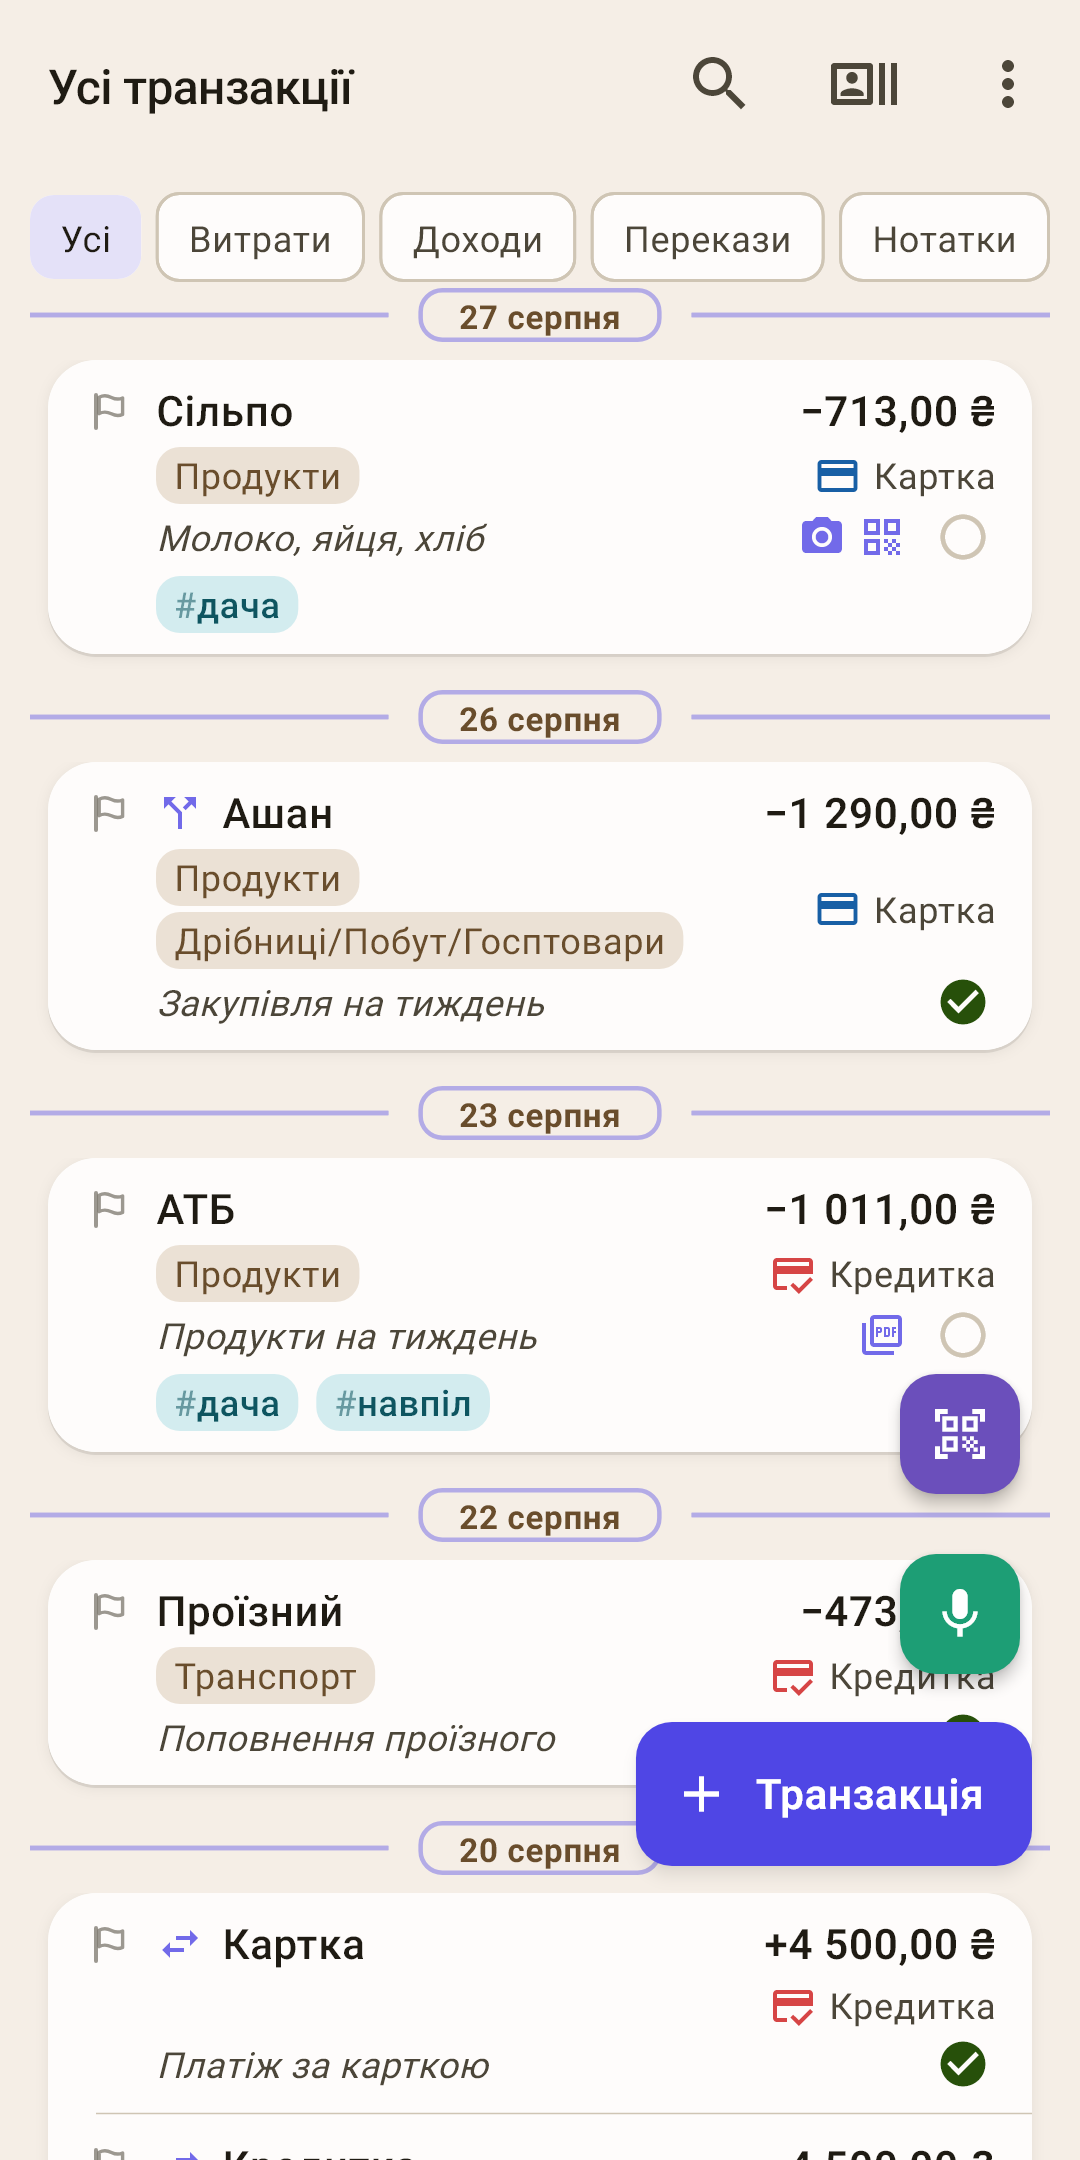 Усі транзакції
Усі Витрати Доходи Перекази Нотатки
27 серпня
Сільпо −713,00 ₴
Продукти Картка
Молоко, яйця, хліб
#дача
26 серпня
Ашан −1 290,00 ₴
Продукти
Картка
Дрібниці/Побут/Госптовари
Закупівля на тиждень
23 серпня
АТБ −1 011,00 ₴
Продукти Кредитка
Продукти на тиждень PDF
#дача #навпіл
22 серпня
Проїзний −473
Транспорт Кредитка
Поповнення проїзного
+ Транзакція
20 серпня
Картка +4 500,00 ₴
Кредитка
Платіж за карткою